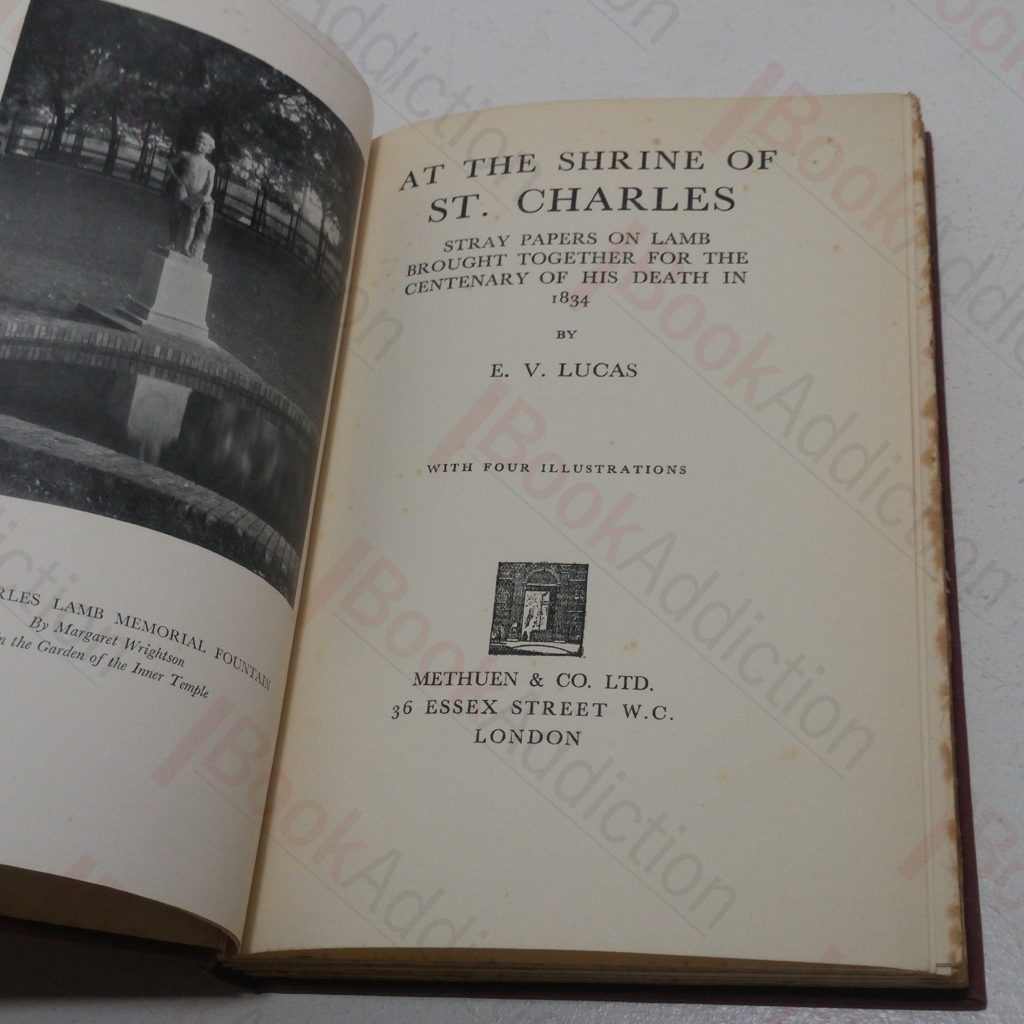 RLES LAMB MEMORIAL FOUNTAIN
By Margaret Wrightson
n the Garden of the Inner Temple
AT THE SHRINE OF
ST. CHARLES
STRAY PAPERS ON LAMB
BROUGHT TOGETHER FOR THE
CENTENARY OF HIS DEATH IN
1834
BY
E. V. LUCAS
WITH FOUR ILLUSTRATIONS
METHUEN & CO. LTD.
36 ESSEX STREET W.C.
LONDON
BookAddiction